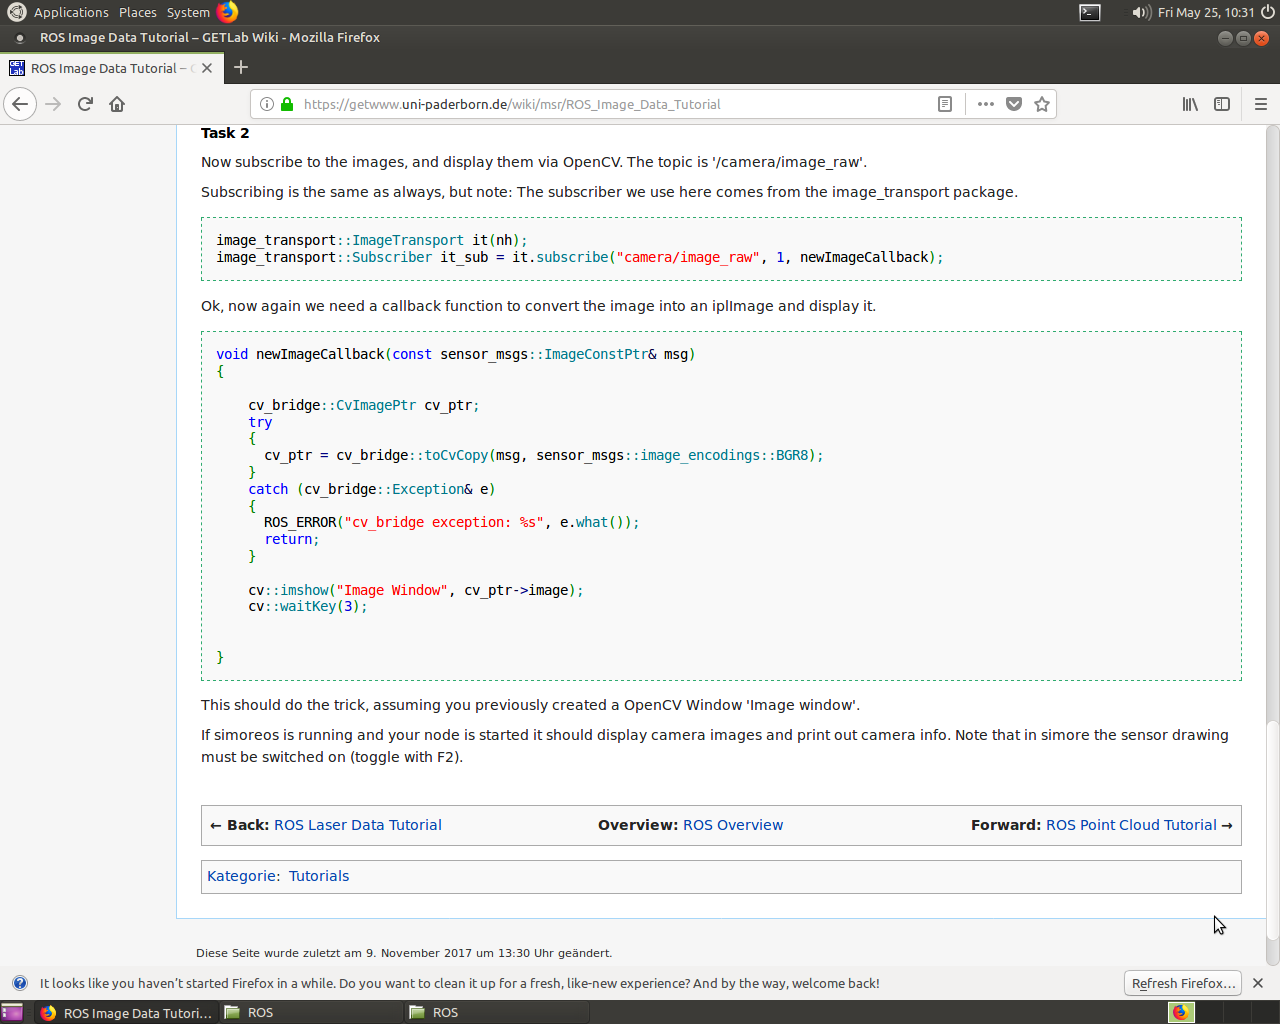 Applications Places System Fri May 25, 10:31
ROS Image Data Tutorial – GETLab Wiki - Mozilla Firefox
GET Lab ROS Image Data Tutorial –
https://getwww.uni-paderborn.de/wiki/msr/ROS_Image_Data_Tutorial
Task 2
Now subscribe to the images, and display them via OpenCV. The topic is '/camera/image_raw'.
Subscribing is the same as always, but note: The subscriber we use here comes from the image_transport package.
image_transport::ImageTransport it(nh);
image_transport::Subscriber it_sub = it.subscribe("camera/image_raw", 1, newImageCallback);
Ok, now again we need a callback function to convert the image into an iplImage and display it.
void newImageCallback(const sensor_msgs::ImageConstPtr& msg)
{
cv_bridge::CvImagePtr cv_ptr;
try
{
cv_ptr = cv_bridge::toCvCopy(msg, sensor_msgs::image_encodings::BGR8);
}
catch (cv_bridge::Exception& e)
{
ROS_ERROR("cv_bridge exception: %s", e.what());
return;
}
cv::imshow("Image Window", cv_ptr->image);
cv::waitKey(3);
}
This should do the trick, assuming you previously created a OpenCV Window 'Image window'.
If simoreos is running and your node is started it should display camera images and print out camera info. Note that in simore the sensor drawing
must be switched on (toggle with F2).
← Back: ROS Laser Data Tutorial Overview: ROS Overview Forward: ROS Point Cloud Tutorial →
Kategorie: Tutorials
Diese Seite wurde zuletzt am 9. November 2017 um 13:30 Uhr geändert.
It looks like you haven't started Firefox in a while. Do you want to clean it up for a fresh, like-new experience? And by the way, welcome back! Refresh Firefox…
ROS Image Data Tutori… ROS ROS